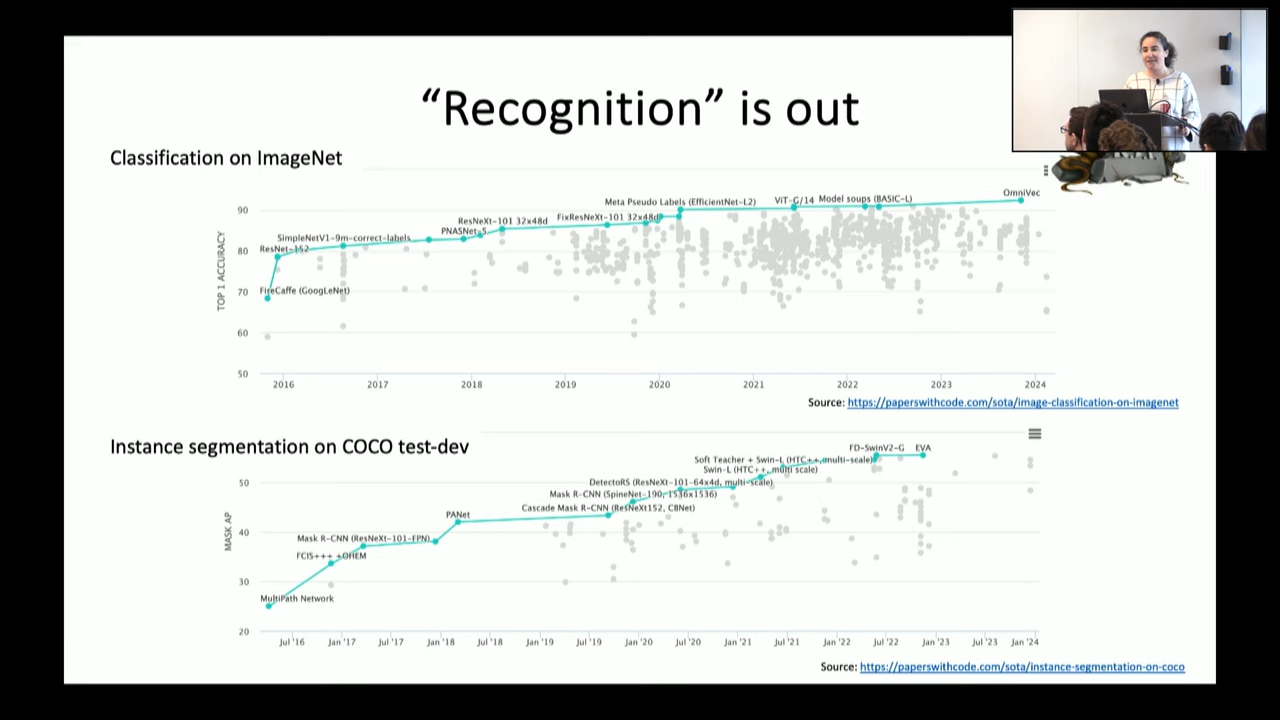 “Recognition” is out
Classification on ImageNet
TOP 1 ACCURACY
90
80
70
60
50
FireCaffe (GoogLeNet)
ResNet-152
SimpleNetV1-9m-correct-labels
PNASNet-5
ResNeXt-101 32x48d
FixResNeXt-101 32x48d
Meta Pseudo Labels (EfficientNet-L2)
ViT-G/14
Model soups (BASIC-L)
OmniVec
2016 2017 2018 2019 2020 2021 2022 2023 2024
Source: https://paperswithcode.com/sota/image-classification-on-imagenet
Instance segmentation on COCO test-dev
MASK AP
50
40
30
20
MultiPath Network
FCIS+++ +OHEM
Mask R-CNN (ResNeXt-101-FPN)
PANet
Cascade Mask R-CNN (ResNeXt152, CBNet)
Mask R-CNN (SpineNet-190, 1536x1536)
DetectoRS (ResNeXt-101-64x4d, multi-scale)
Swin-L (HTC++, multi scale)
Soft Teacher + Swin-L (HTC++, multi-scale)
FD-SwinV2-G
EVA
Jul '16 Jan '17 Jul '17 Jan '18 Jul '18 Jan '19 Jul '19 Jan '20 Jul '20 Jan '21 Jul '21 Jan '22 Jul '22 Jan '23 Jul '23 Jan '24
Source: https://paperswithcode.com/sota/instance-segmentation-on-coco